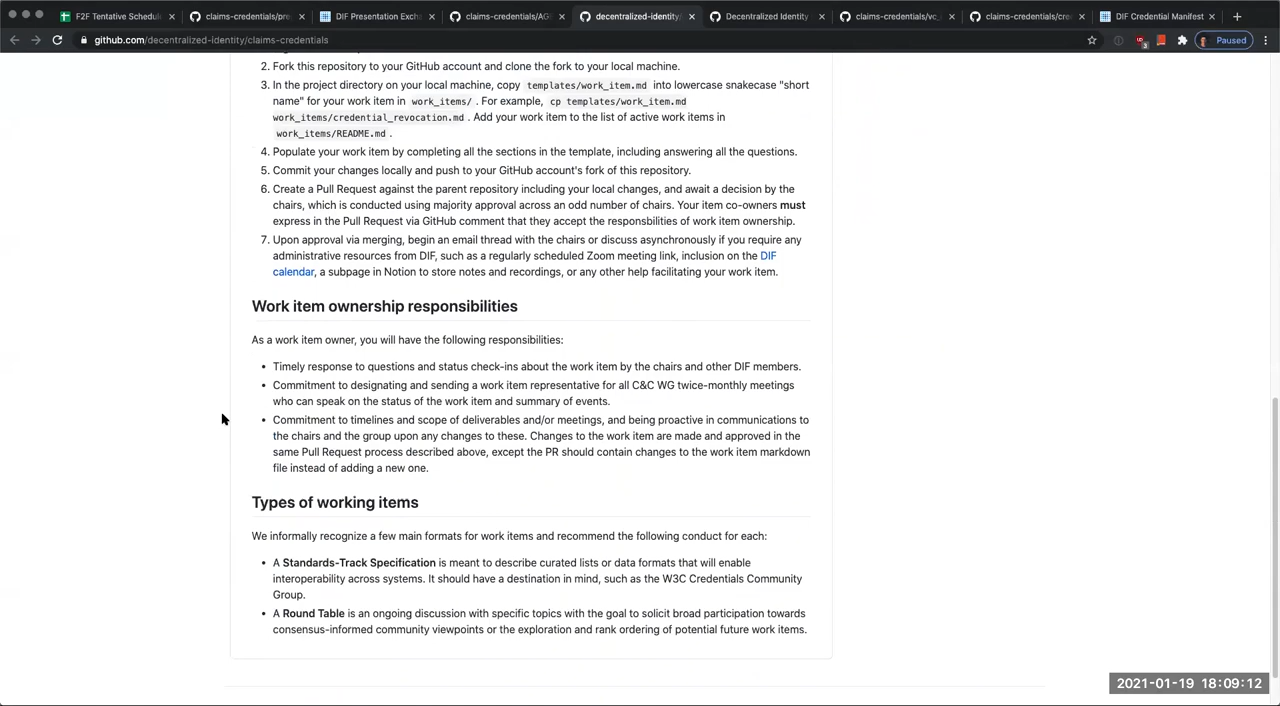 F2F Tentative Schedul
claims-credentials/pre
DIF Presentation Exch
claims-credentials/AG
decentralized-identity/
Decentralized Identity
claims-credentials/vc_
claims-credentials/cre
DIF Credential Manifest
github.com/decentralized-identity/claims-credentials
Paused
2. Fork this repository to your GitHub account and clone the fork to your local machine.
3. In the project directory on your local machine, copy templates/work_item.md into lowercase snakecase "short
name" for your work item in work_items/ . For example, cp templates/work_item.md
work_items/credential_revocation.md . Add your work item to the list of active work items in
work_items/README.md .
4. Populate your work item by completing all the sections in the template, including answering all the questions.
5. Commit your changes locally and push to your GitHub account's fork of this repository.
6. Create a Pull Request against the parent repository including your local changes, and await a decision by the
chairs, which is conducted using majority approval across an odd number of chairs. Your item co-owners must
express in the Pull Request via GitHub comment that they accept the responsbilities of work item ownership.
7. Upon approval via merging, begin an email thread with the chairs or discuss asynchronously if you require any
administrative resources from DIF, such as a regularly scheduled Zoom meeting link, inclusion on the DIF
calendar, a subpage in Notion to store notes and recordings, or any other help facilitating your work item.
Work item ownership responsibilities
As a work item owner, you will have the following responsibilities:
• Timely response to questions and status check-ins about the work item by the chairs and other DIF members.
• Commitment to designating and sending a work item representative for all C&C WG twice-monthly meetings
who can speak on the status of the work item and summary of events.
• Commitment to timelines and scope of deliverables and/or meetings, and being proactive in communications to
the chairs and the group upon any changes to these. Changes to the work item are made and approved in the
same Pull Request process described above, except the PR should contain changes to the work item markdown
file instead of adding a new one.
Types of working items
We informally recognize a few main formats for work items and recommend the following conduct for each:
• A Standards-Track Specification is meant to describe curated lists or data formats that will enable
interoperability across systems. It should have a destination in mind, such as the W3C Credentials Community
Group.
• A Round Table is an ongoing discussion with specific topics with the goal to solicit broad participation towards
consensus-informed community viewpoints or the exploration and rank ordering of potential future work items.
2021-01-19 18:09:12